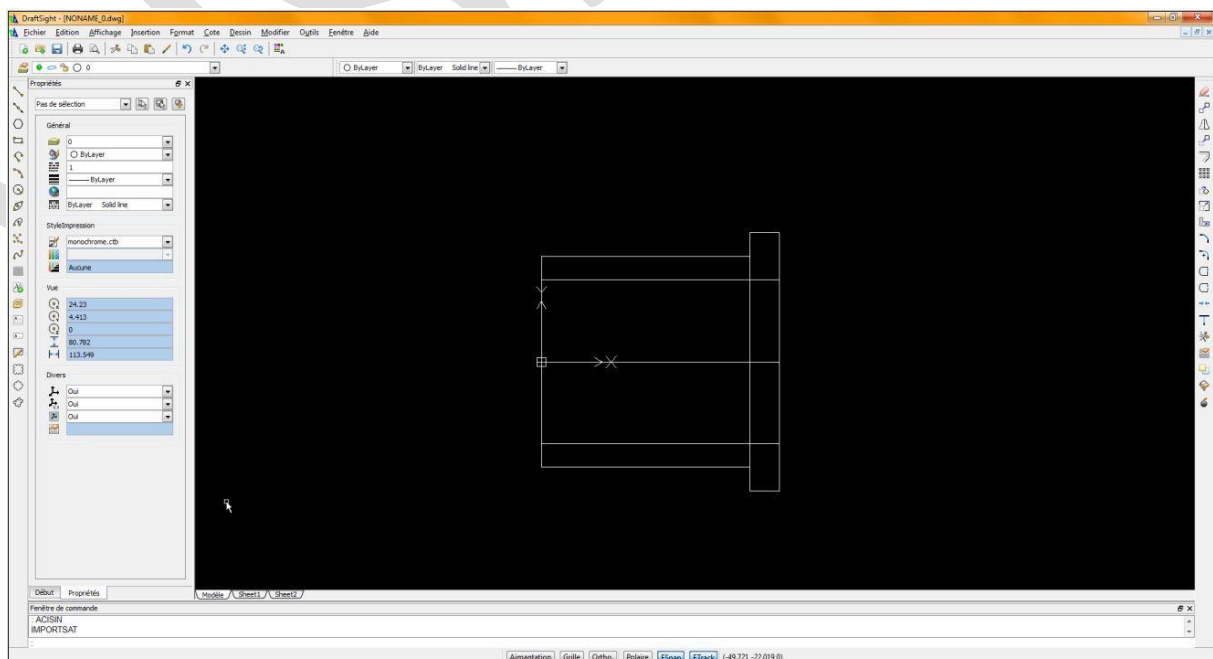 DraftSight - [NONAME_0.dwg]
Fichier Edition Affichage Insertion Format Cote Dessin Modifier Outils Fenêtre Aide
0 ByLayer ByLayer Solid line ByLayer
Propriétés
Pas de sélection
Général
0
ByLayer
1
ByLayer
ByLayer Solid line
StyleImpression
monochrome.ctb
Aucune
Vue
24.23
4.413
0
80.782
113.549
Divers
Oui
Oui
Oui
Y
X
Début Propriétés
Modèle Sheet1 Sheet2
Fenêtre de commande
: ACISIN
IMPORTSAT
:
Aimantation Grille Ortho. Polaire ESnap ETrack (-49.721,-22.019,0)